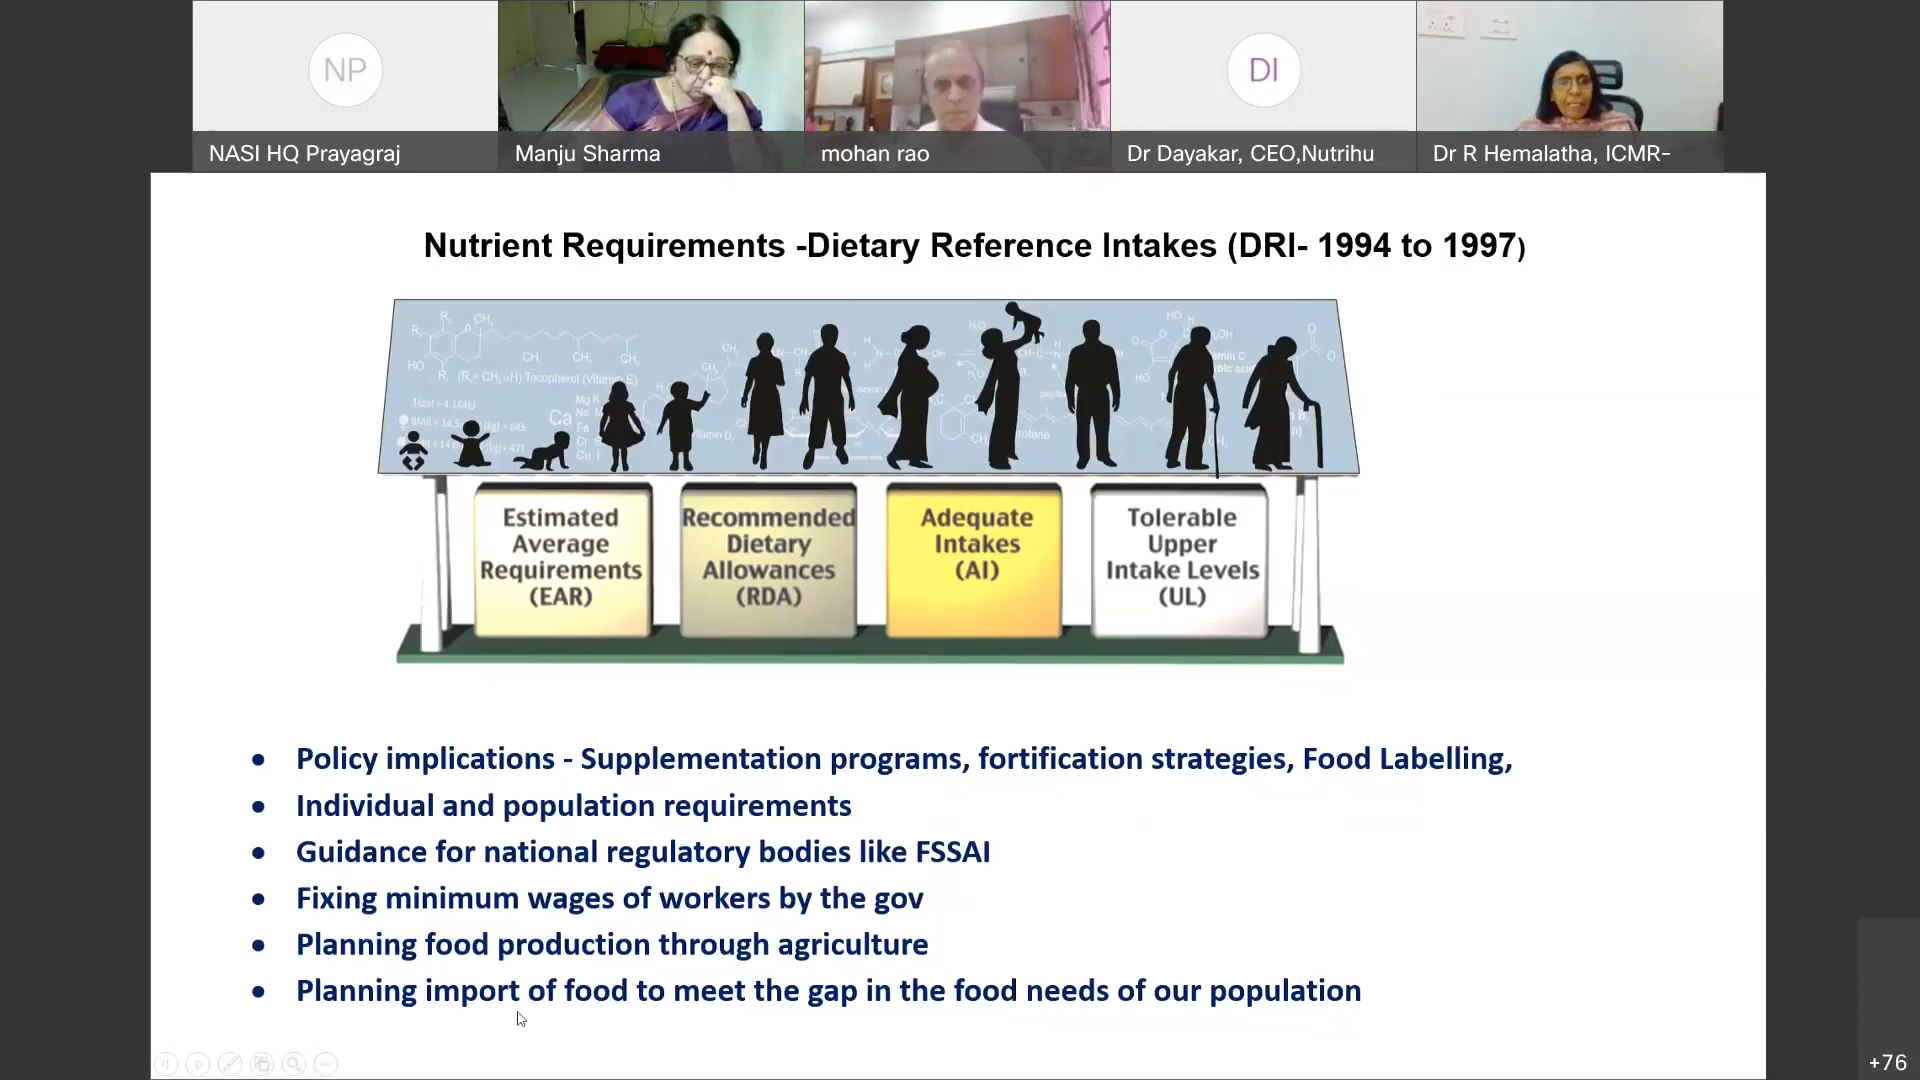 NP
DI
NASI HQ Prayagraj
Manju Sharma
mohan rao
Dr Dayakar, CEO,Nutrihu
Dr R Hemalatha, ICMR-
Nutrient Requirements -Dietary Reference Intakes (DRI- 1994 to 1997)
Estimated
Average
Requirements
(EAR)
Recommended
Dietary
Allowances
(RDA)
Adequate
Intakes
(AI)
Tolerable
Upper
Intake Levels
(UL)
• Policy implications - Supplementation programs, fortification strategies, Food Labelling,
• Individual and population requirements
• Guidance for national regulatory bodies like FSSAI
• Fixing minimum wages of workers by the gov
• Planning food production through agriculture
• Planning import of food to meet the gap in the food needs of our population
+76